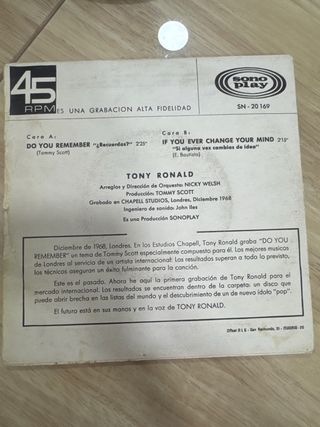 45
RPM
ES UNA GRABACION ALTA FIDELIDAD
sono
play
SN - 20169
Cara A:
DO YOU REMEMBER "¿Recuerdas?" 2'25"
(Tommy Scott)
Cara B:
IF YOU EVER CHANGE YOUR MIND 2'15"
"Si alguna vez cambias de idea"
(E. Bautista)
TONY RONALD
Arreglos y Dirección de Orquesta: NICKY WELSH
Producción: TOMMY SCOTT
Grabado en CHAPELL STUDIOS, Londres, Diciembre 1968
Ingeniero de sonido: John Iles
Es una Producción SONOPLAY
Diciembre de 1968, Londres. En los Estudios Chapell, Tony Ronald graba "DO YOU
REMEMBER" un tema de Tommy Scott especialmente compuesto para él. Los mejores musicos
de Londres al servicio de un artista internacional: Los resultados superan a todo lo previsto,
los técnicos aseguran un éxito fulminante para la canción.
Este es el pasado. Ahora he aquí la primera grabación de Tony Ronald para el
mercado internacional. Los resultados se encuentran dentro de la carpeta: un disco que
puede abrir brecha en las listas del mundo y el descubrimiento de un nuevo ídolo "pop".
El futuro está en sus manos y en la voz de TONY RONALD.